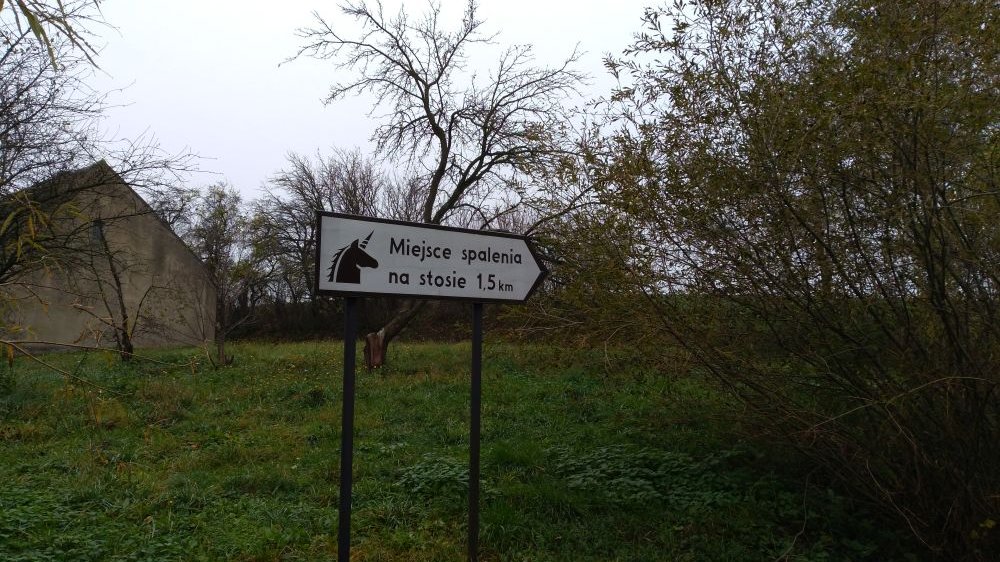 Miejsce spalenia
na stosie 1,5 km